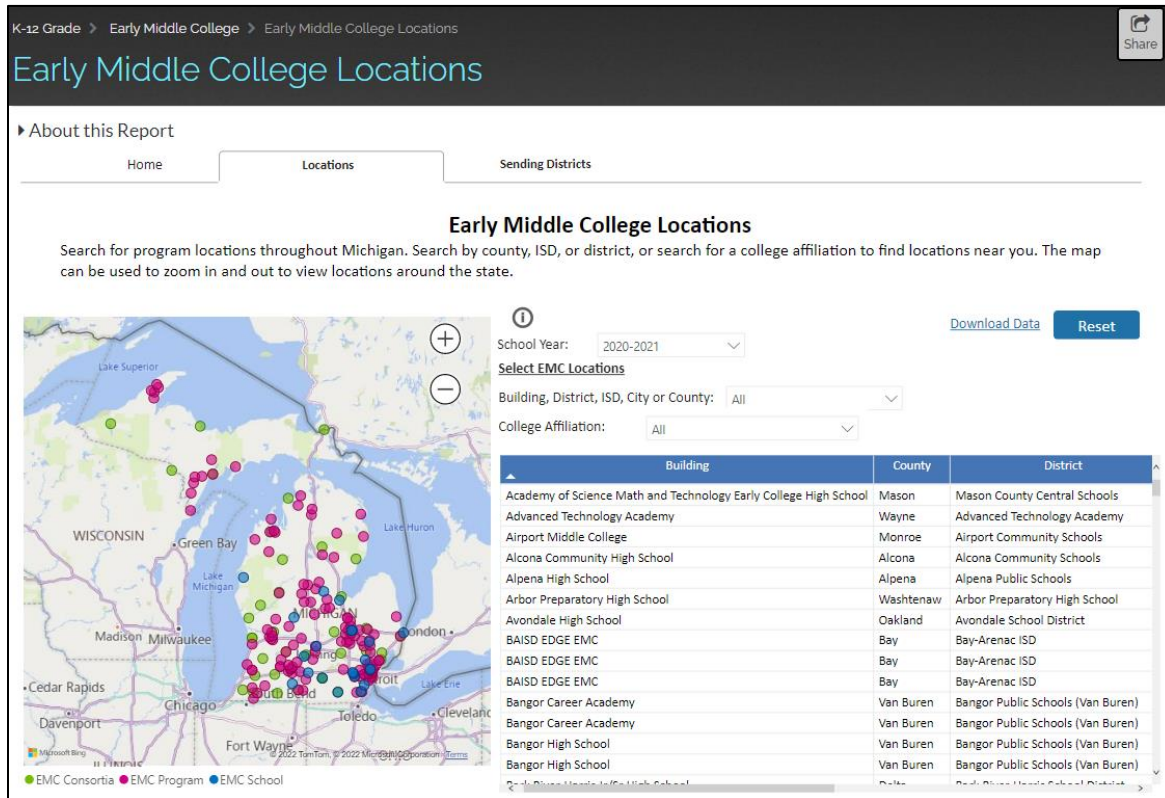 K-12 Grade > Early Middle College > Early Middle College Locations
Share
Early Middle College Locations
About this Report
Home Locations Sending Districts
Early Middle College Locations
Search for program locations throughout Michigan. Search by county, ISD, or district, or search for a college affiliation to find locations near you. The map
can be used to zoom in and out to view locations around the state.
Download Data Reset
School Year: 2020-2021
Select EMC Locations
Building, District, ISD, City or County: All
College Affiliation: All
Building County District
Academy of Science Math and Technology Early College High School Mason Mason County Central Schools
Advanced Technology Academy Wayne Advanced Technology Academy
Airport Middle College Monroe Airport Community Schools
Alcona Community High School Alcona Alcona Community Schools
Alpena High School Alpena Alpena Public Schools
Arbor Preparatory High School Washtenaw Arbor Preparatory High School
Avondale High School Oakland Avondale School District
BAISD EDGE EMC Bay Bay-Arenac ISD
BAISD EDGE EMC Bay Bay-Arenac ISD
BAISD EDGE EMC Bay Bay-Arenac ISD
Bangor Career Academy Van Buren Bangor Public Schools (Van Buren)
Bangor Career Academy Van Buren Bangor Public Schools (Van Buren)
Bangor High School Van Buren Bangor Public Schools (Van Buren)
Bangor High School Van Buren Bangor Public Schools (Van Buren)
Lake Superior
WISCONSIN
Green Bay
Lake Huron
Lake
Michigan
MICHIGAN
Madison Milwaukee
London
Cedar Rapids
Chicago
South Bend
Lake Erie
Davenport
Toledo
Cleveland
Fort Wayne
Microsoft Bing
© 2022 TomTom, © 2022 Microsoft Corporation Terms
EMC Consortia EMC Program EMC School